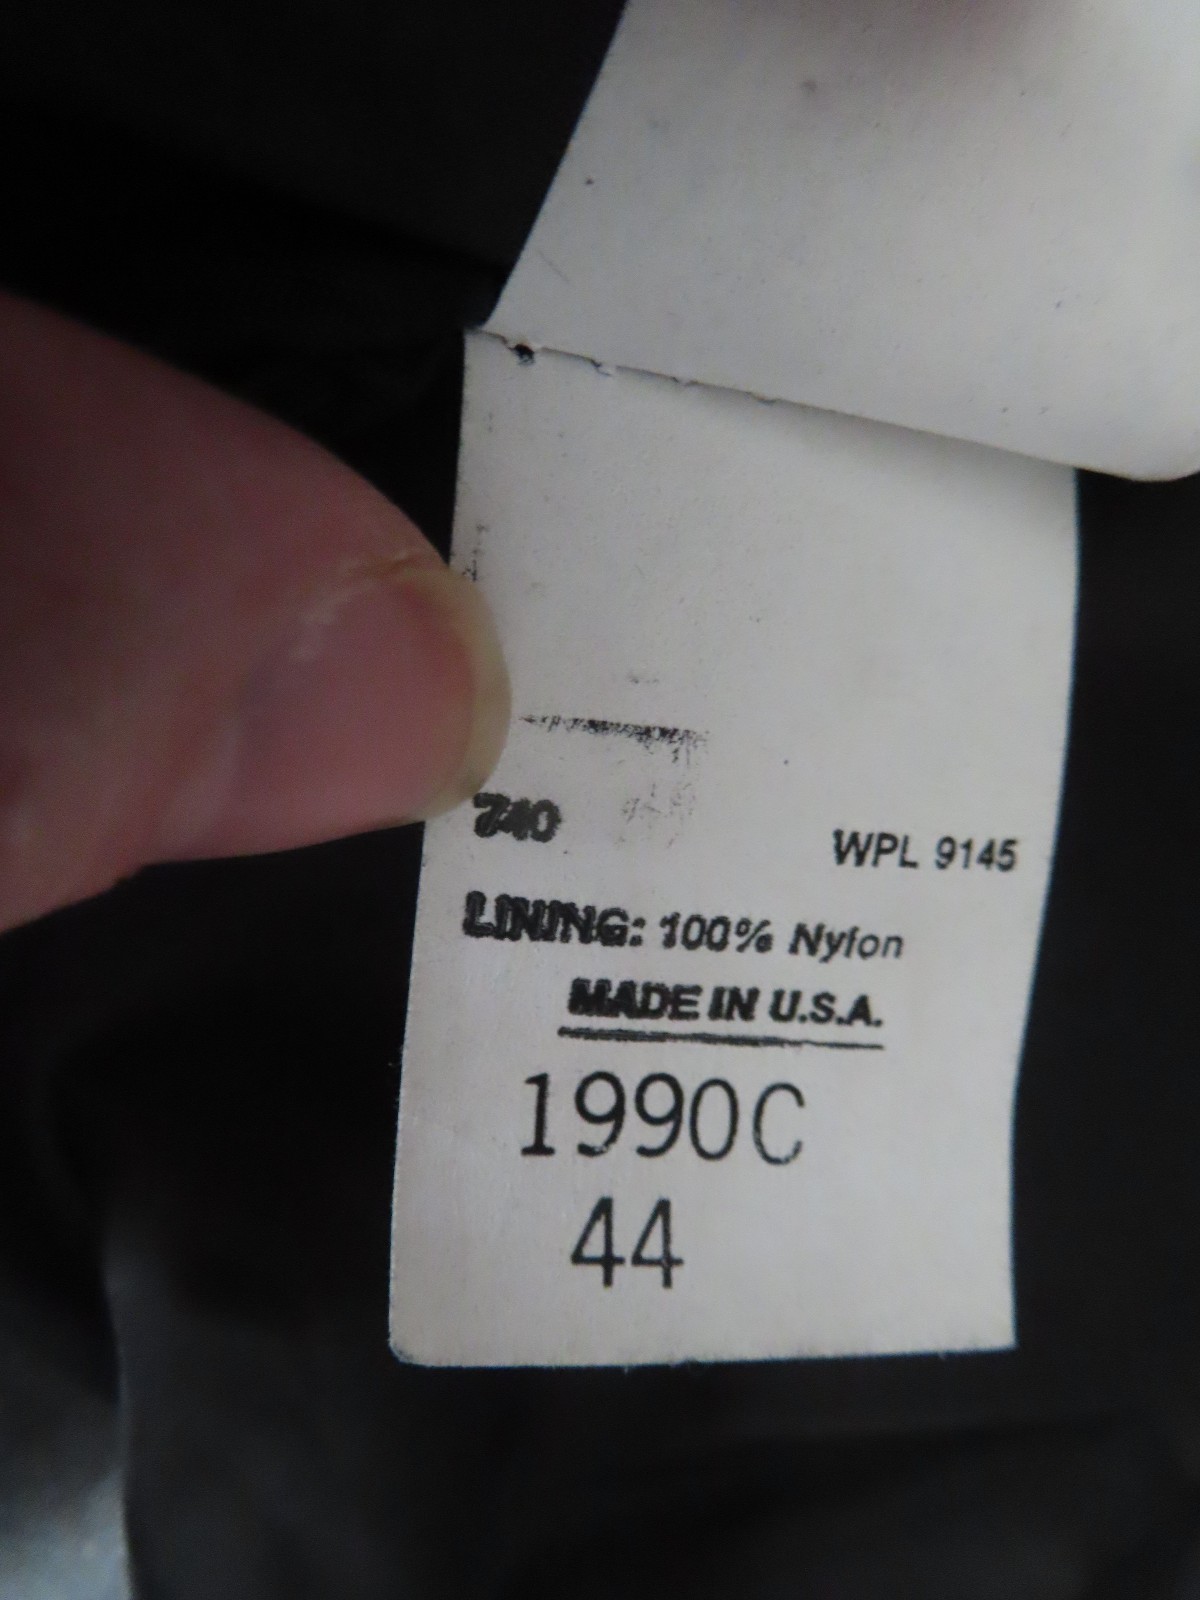 740
WPL 9145
LINING: 100% Nylon
MADE IN U.S.A.
1990C
44